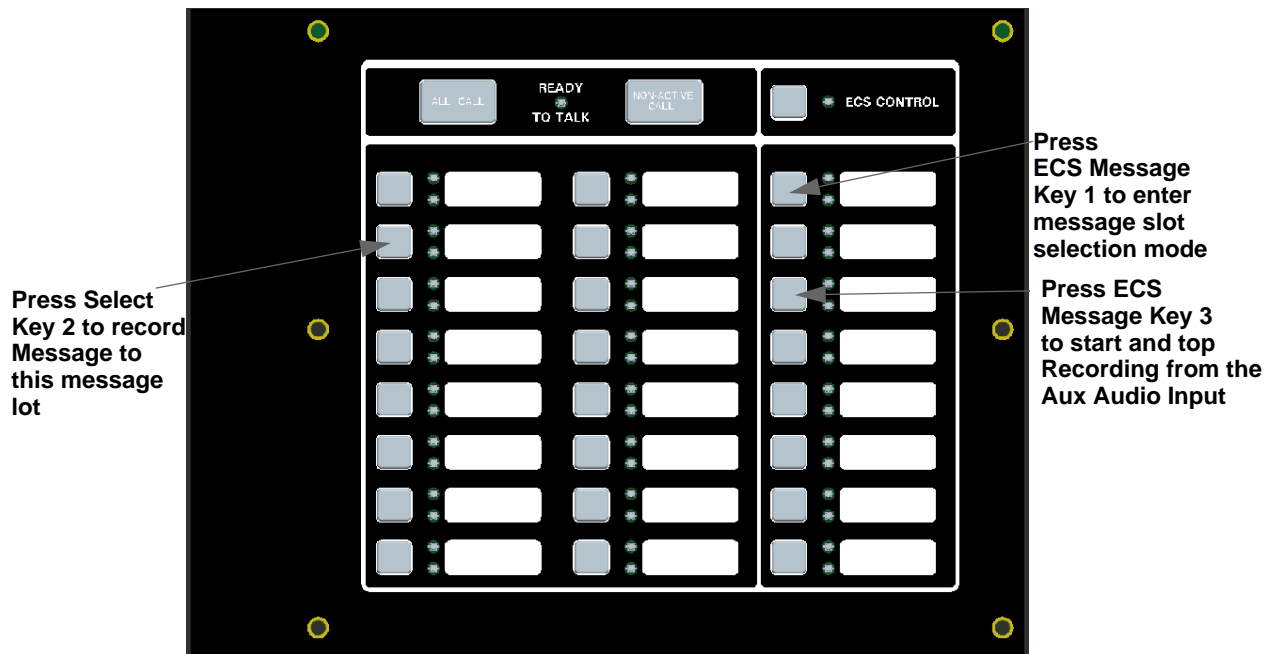 ALL CALL
READY
TO TALK
NON-ACTIVE
CALL
ECS CONTROL
Press
ECS Message
Key 1 to enter
message slot
selection mode
Press Select
Key 2 to record
Message to
this message
lot
Press ECS
Message Key 3
to start and top
Recording from the
Aux Audio Input